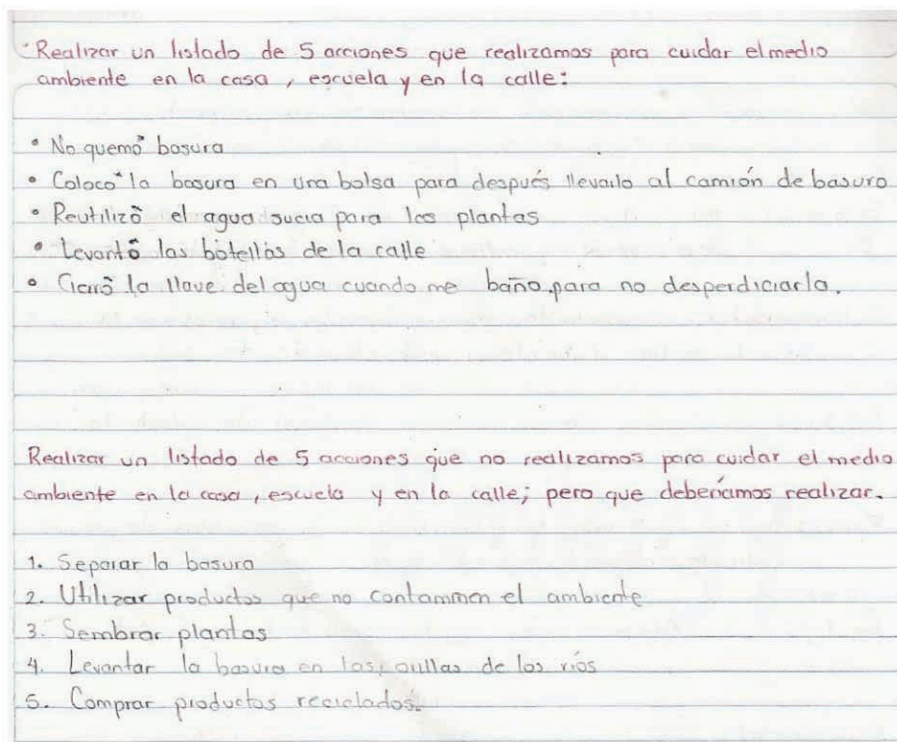 Realizar un listado de 5 acciones que realizamos para cuidar el medio
ambiente en la casa, escuela y en la calle:
• No quemó basura
• Colocó la basura en una bolsa para después llevarlo al camión de basura
• Reutilizó el agua sucia para las plantas
• Levantó las botellas de la calle
• Cierró la llave del agua cuando me baño para no desperdiciarla.
Realizar un listado de 5 acciones que no realizamos para cuidar el medio
ambiente en la casa, escuela y en la calle; pero que deberíamos realizar.
1. Separar la basura
2. Utilizar productos que no contaminen el ambiente
3. Sembrar plantas
4. Levantar la basura en las orillas de los ríos
5. Comprar productos reciclados.